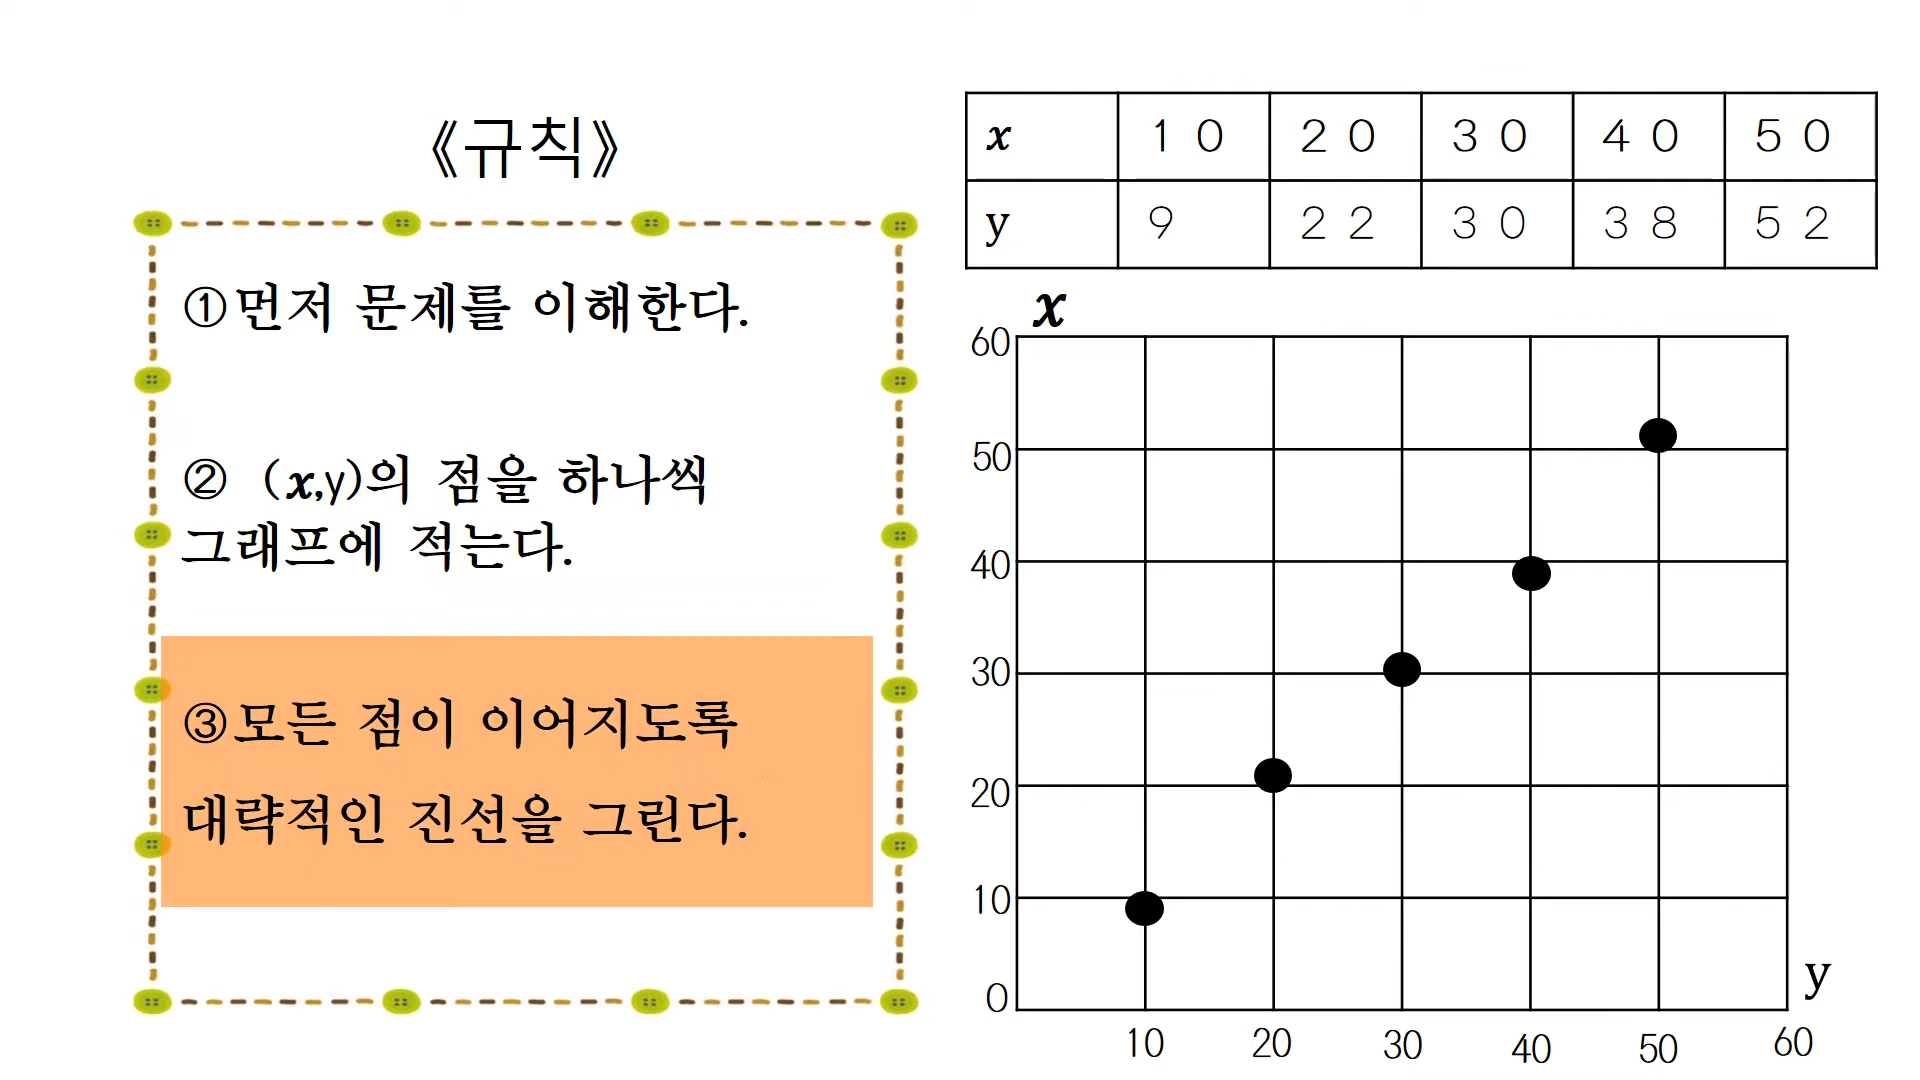 《규칙》
①먼저 문제를 이해한다.
② (x,y)의 점을 하나씩
그래프에 적는다.
③모든 점이 이어지도록
대략적인 진선을 그린다.
x 10 20 30 40 50
y 9 22 30 38 52
x
60
50
40
30
20
10
0
y
10 20 30 40 50 60